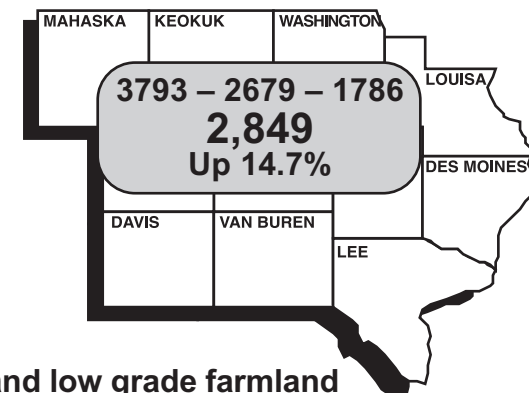 MAHASKA KEOKUK WASHINGTON
3793 – 2679 – 1786
2,849
Up 14.7%
LOUISA
DES MOINES
DAVIS VAN BUREN
LEE
and low grade farmland